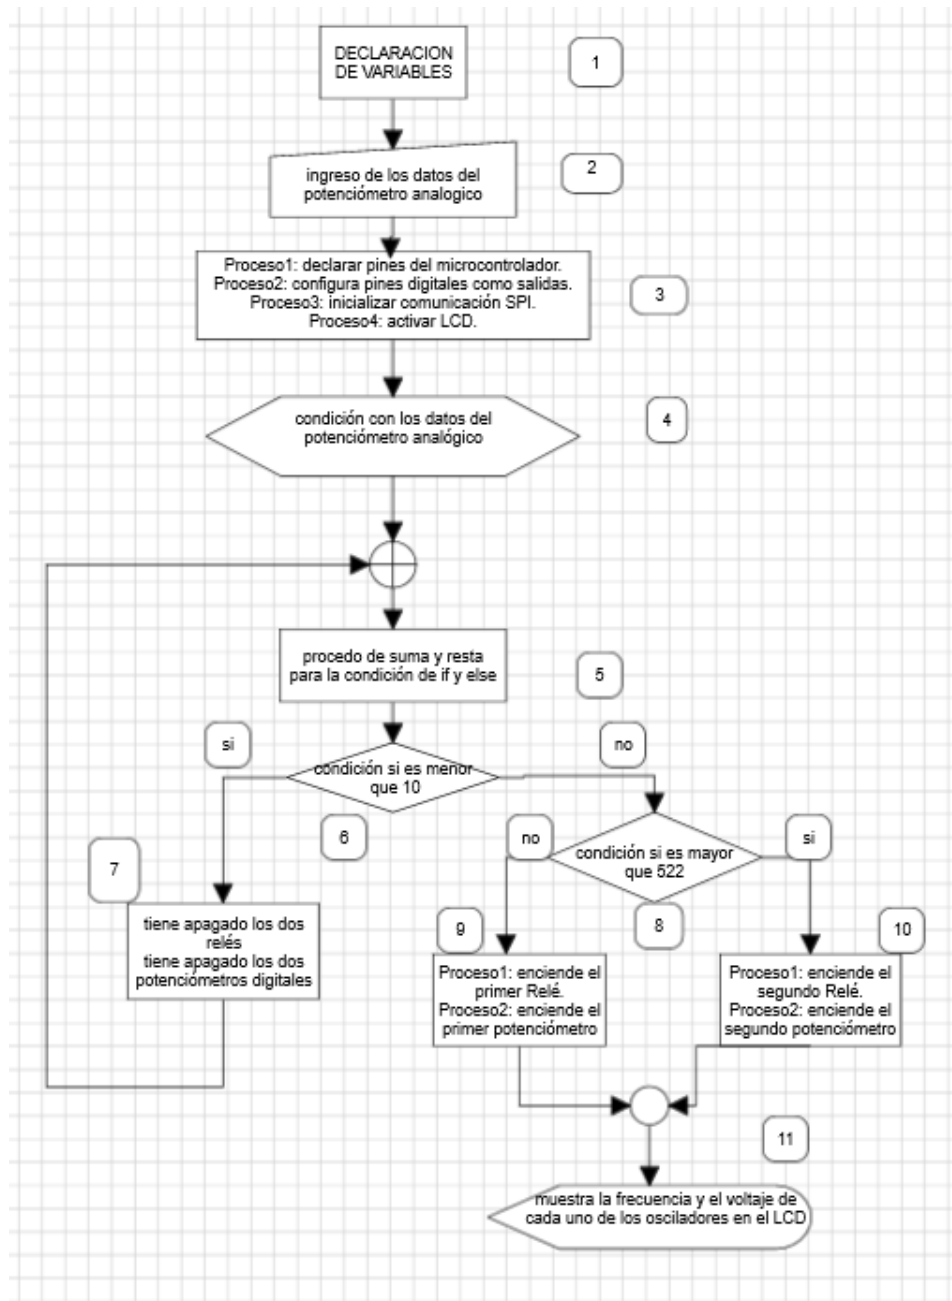 DECLARACION
DE VARIABLES
1
ingreso de los datos del
potenciómetro analogico
2
Proceso1: declarar pines del microcontrolador.
Proceso2: configura pines digitales como salidas.
Proceso3: inicializar comunicación SPI.
Proceso4: activar LCD.
3
condición con los datos del
potenciómetro analógico
4
procedo de suma y resta
para la condición de if y else
5
si
no
condición si es menor
que 10
6
no
si
condición si es mayor
que 522
8
7
tiene apagado los dos
relés
tiene apagado los dos
potenciómetros digitales
9
Proceso1: enciende el
primer Relé.
Proceso2: enciende el
primer potenciómetro
10
Proceso1: enciende el
segundo Relé.
Proceso2: enciende el
segundo potenciómetro
11
muestra la frecuencia y el voltaje de
cada uno de los osciladores en el LCD